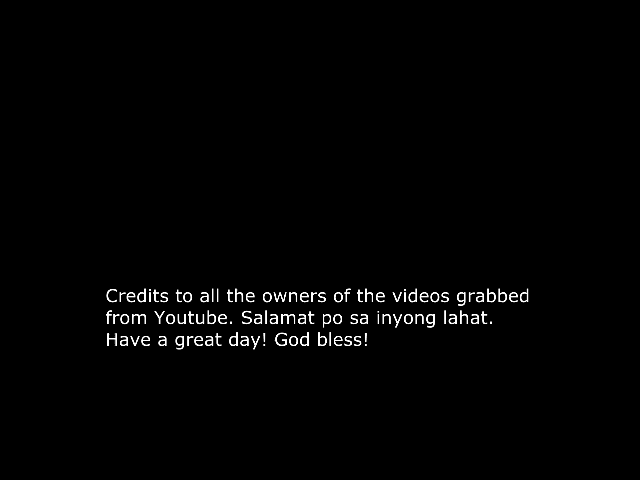 Credits to all the owners of the videos grabbed
from Youtube. Salamat po sa inyong lahat.
Have a great day! God bless!